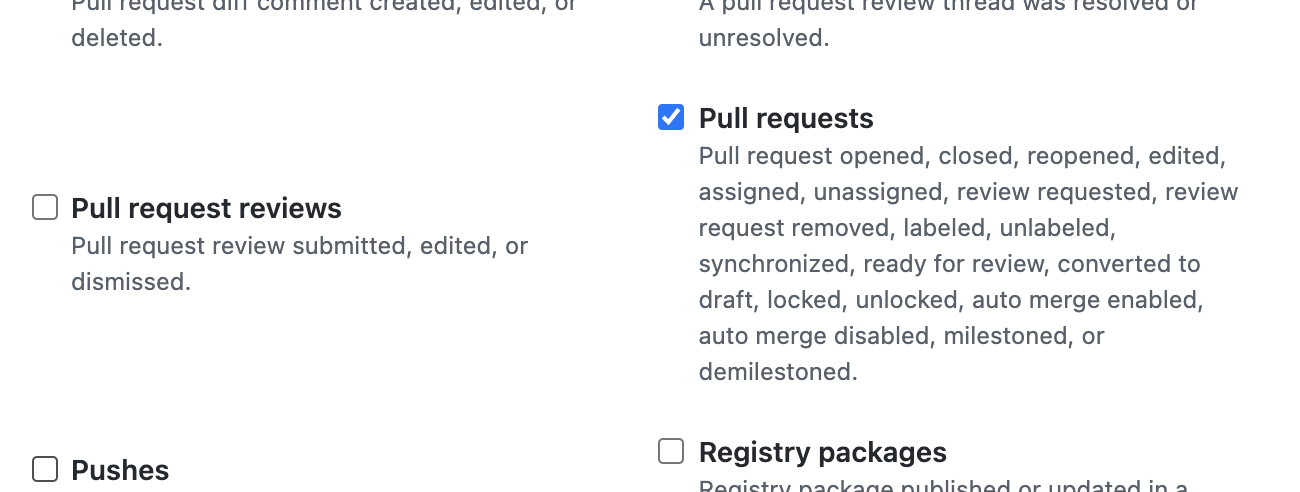 Pull request diff comment created, edited, or
deleted.
A pull request review thread was resolved or
unresolved.
Pull request reviews
Pull request review submitted, edited, or
dismissed.
Pull requests
Pull request opened, closed, reopened, edited,
assigned, unassigned, review requested, review
request removed, labeled, unlabeled,
synchronized, ready for review, converted to
draft, locked, unlocked, auto merge enabled,
auto merge disabled, milestoned, or
demilestoned.
Pushes
Registry packages
Registry package published or updated in a